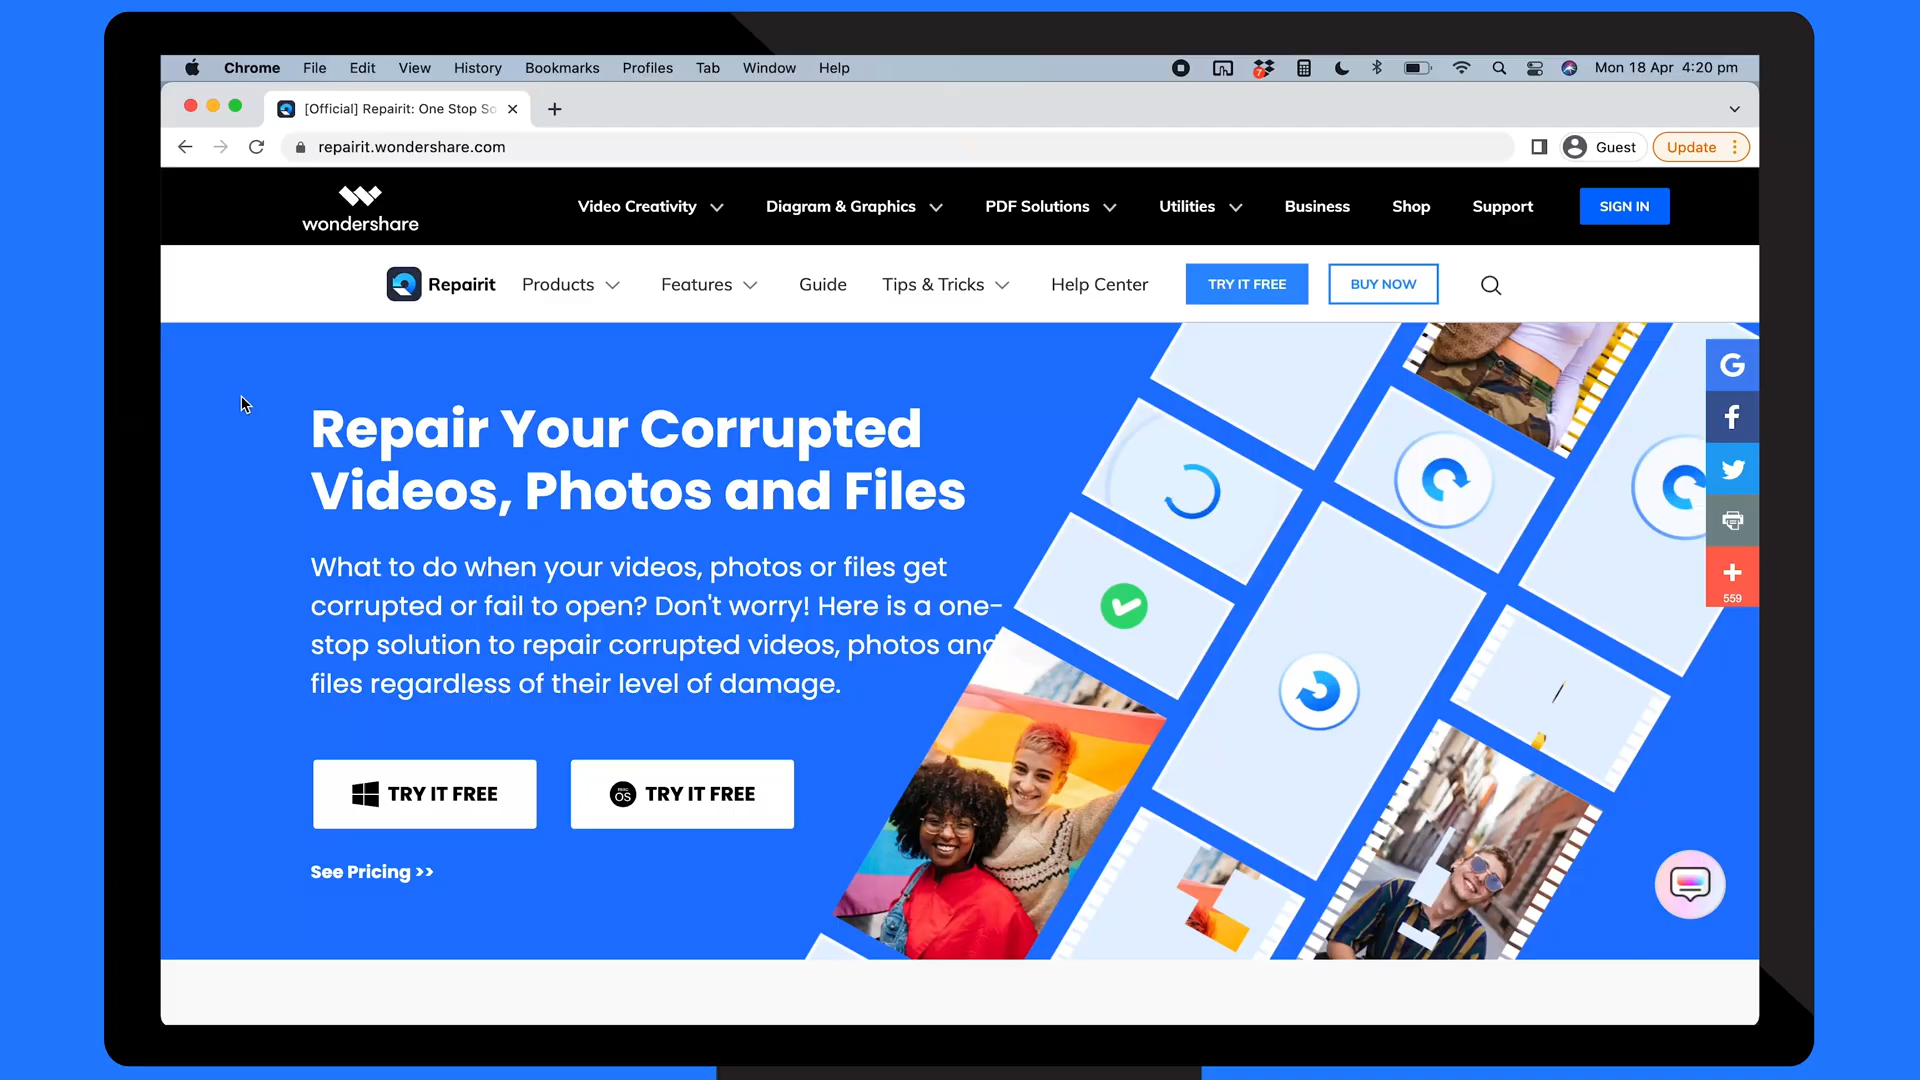 Chrome File Edit View History Bookmarks Profiles Tab Window Help
7
Mon 18 Apr 4:20 pm
[Official] Repairit: One Stop So
repairit.wondershare.com
Guest
Update
wondershare
Video Creativity
Diagram & Graphics
PDF Solutions
Utilities
Business
Shop
Support
SIGN IN
Repairit
Products
Features
Guide
Tips & Tricks
Help Center
TRY IT FREE
BUY NOW
Repair Your Corrupted
Videos, Photos and Files
What to do when your videos, photos or files get
corrupted or fail to open? Don't worry! Here is a one-
stop solution to repair corrupted videos, photos and
files regardless of their level of damage.
TRY IT FREE
macOS TRY IT FREE
See Pricing >>
G
f
559